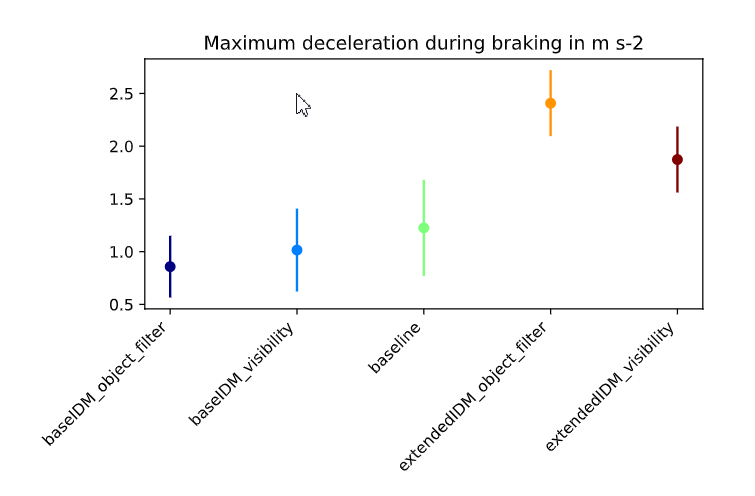 Maximum deceleration during braking in m s-2
2.5
2.0
1.5
1.0
0.5
baseIDM_object_filter
baseIDM_visibility
baseline
extendedIDM_object_filter
extendedIDM_visibility